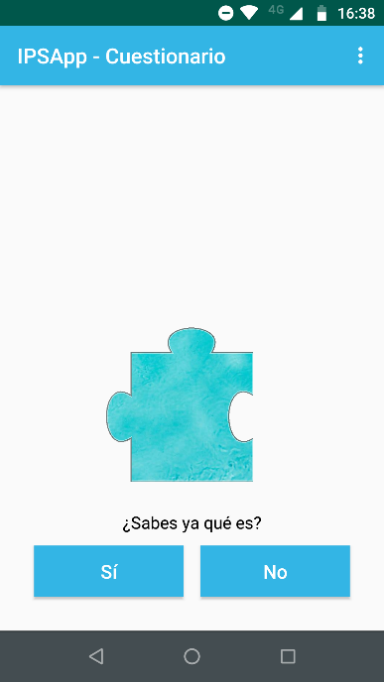 4G 16:38
IPSApp - Cuestionario
¿Sabes ya qué es?
Sí No